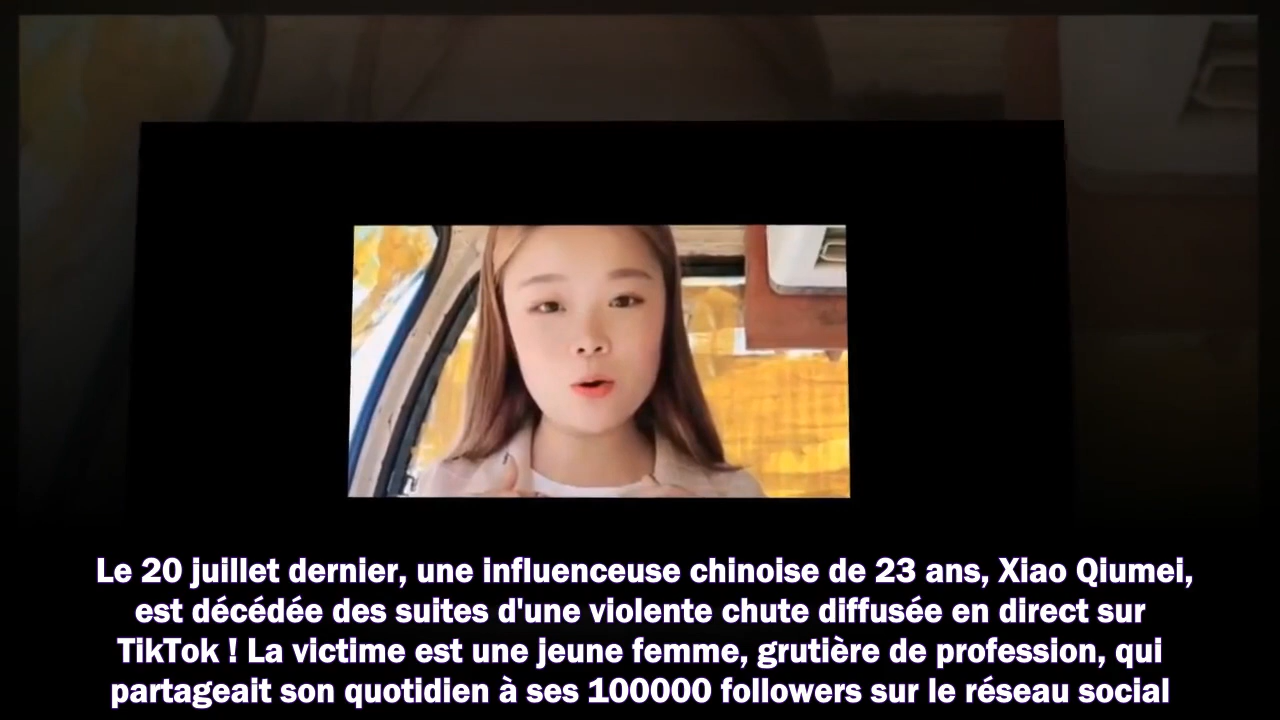 Le 20 juillet dernier, une influenceuse chinoise de 23 ans, Xiao Qiumei,
est décédée des suites d'une violente chute diffusée en direct sur
TikTok ! La victime est une jeune femme, grutière de profession, qui
partageait son quotidien à ses 100000 followers sur le réseau social